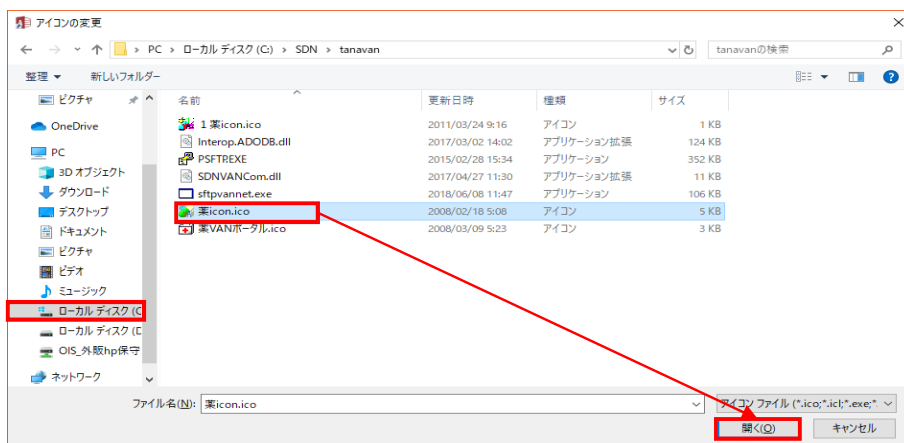 アイコンの変更
PC > ローカル ディスク (C:) > SDN > tanavan
tanavanの検索
整理 新しいフォルダー
名前 更新日時 種類 サイズ
ピクチャ
OneDrive
PC
3D オブジェクト
ダウンロード
デスクトップ
ドキュメント
ピクチャ
ビデオ
ミュージック
ローカル ディスク (C
ローカル ディスク (D
OIS_外販hp保守
ネットワーク
1 薬icon.ico 2011/03/24 9:16 アイコン 1 KB
Interop.ADODB.dll 2017/03/02 14:02 アプリケーション拡張 124 KB
PSFTP.EXE 2015/02/28 15:34 アプリケーション 352 KB
SDNVANCom.dll 2017/04/27 11:30 アプリケーション拡張 11 KB
sftpvannet.exe 2018/06/08 11:47 アプリケーション 106 KB
薬icon.ico 2008/02/18 5:08 アイコン 5 KB
薬VANポータル.ico 2008/03/09 5:23 アイコン 3 KB
ファイル名(N): 薬icon.ico
アイコン ファイル (*.ico;*.icl;*.exe;*.
開く(O) キャンセル